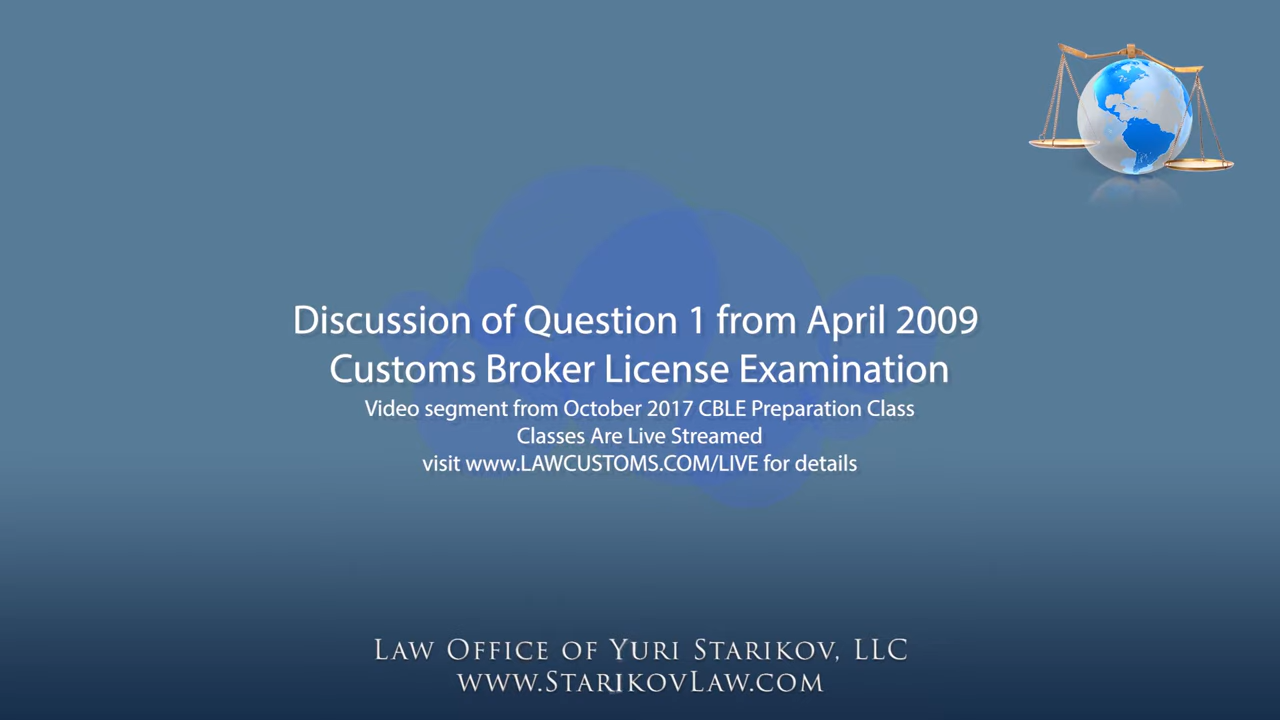 Discussion of Question 1 from April 2009
Customs Broker License Examination
Video segment from October 2017 CBLE Preparation Class
Classes Are Live Streamed
visit www.LAWCUSTOMS.COM/LIVE for details
Law Office of Yuri Starikov, LLC
www.StarikovLaw.com